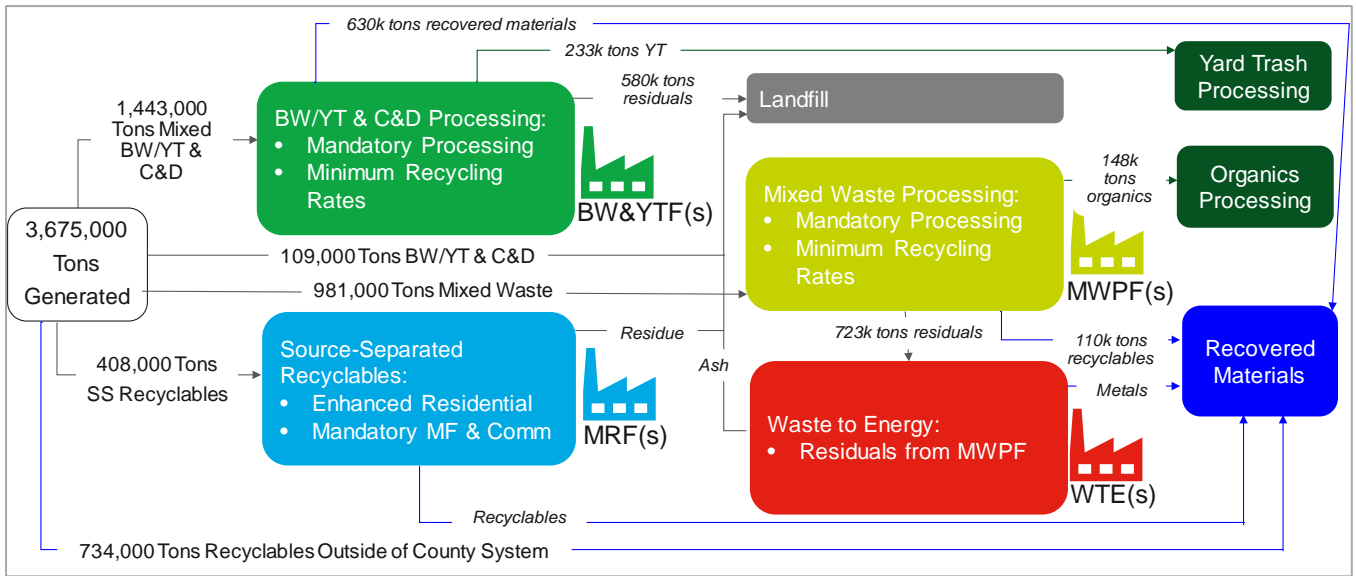 630k tons recovered materials
233k tons YT
Yard Trash
Processing
580k tons
residuals
Landfill
1,443,000
Tons Mixed
BW/YT &
C&D
BW/YT & C&D Processing:
• Mandatory Processing
• Minimum Recycling
Rates
BW&YTF(s)
Mixed Waste Processing:
• Mandatory Processing
• Minimum Recycling
Rates
MWPF(s)
148k
tons
organics
Organics
Processing
3,675,000
Tons
Generated
109,000 Tons BW/YT & C&D
981,000 Tons Mixed Waste
408,000 Tons
SS Recyclables
Source-Separated
Recyclables:
• Enhanced Residential
• Mandatory MF & Comm
MRF(s)
Residue
Ash
723k tons residuals
110k tons
recyclables
Metals
Recovered
Materials
Waste to Energy:
• Residuals from MWPF
WTE(s)
Recyclables
734,000 Tons Recyclables Outside of County System